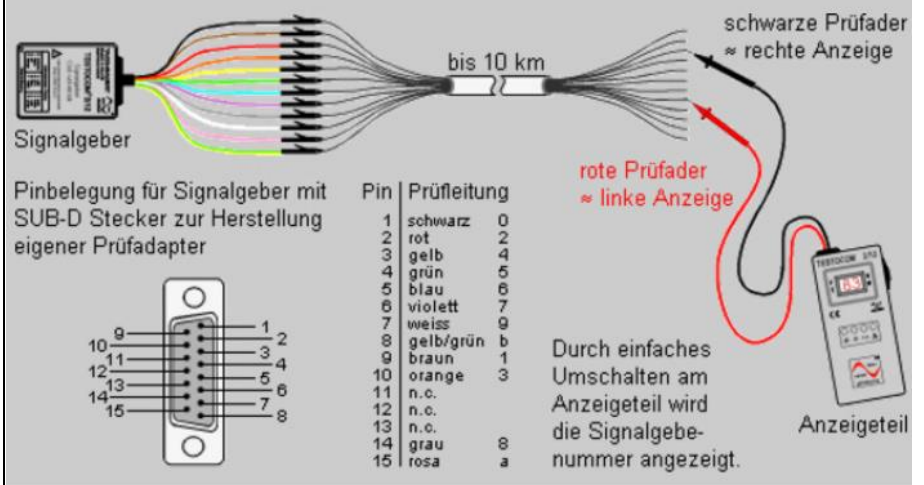 schwarze Prüfader
≈ rechte Anzeige
bis 10 km
Signalgeber
rote Prüfader
≈ linke Anzeige
Pinbelegung für Signalgeber mit
SUB-D Stecker zur Herstellung
eigener Prüfadapter
Pin Prüfleitung
1 schwarz 0
2 rot 2
3 gelb 4
4 grün 5
5 blau 6
6 violett 7
7 weiss 9
8 gelb/grün b
9 braun 1
10 orange 3
11 n.c.
12 n.c.
13 n.c.
14 grau 8
15 rosa a
9
10
11
12
13
14
15
1
2
3
4
5
6
7
8
Durch einfaches
Umschalten am
Anzeigeteil wird
die Signalgebe-
nummer angezeigt.
TESTOCOM
CE
Anzeigeteil